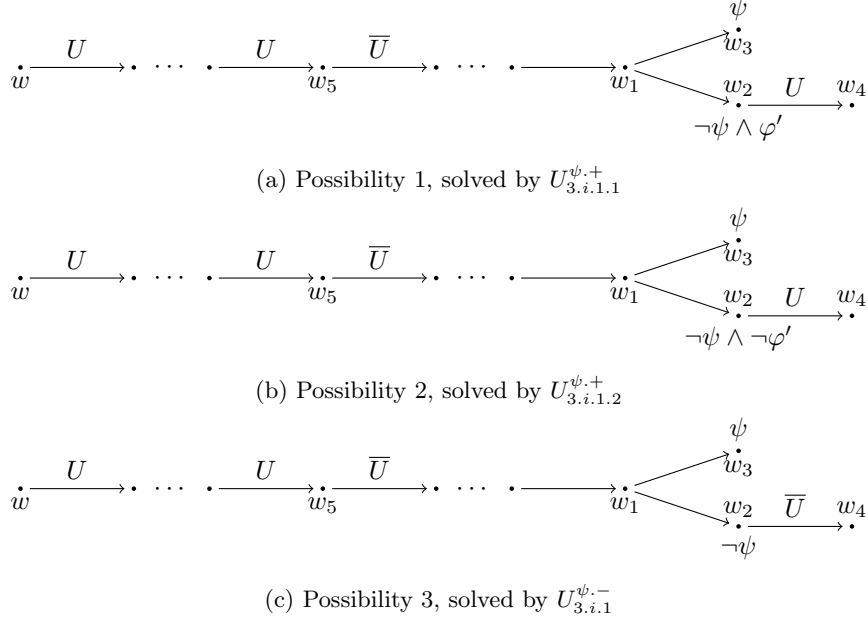 ψ
U U U̅
w w₅ w₁ w₃
w₂ U w₄
¬ψ ∧ φ′
(a) Possibility 1, solved by U^{ψ.+}_{3.i.1.1}
ψ
U U U̅
w w₅ w₁ w₃
w₂ U w₄
¬ψ ∧ ¬φ′
(b) Possibility 2, solved by U^{ψ.+}_{3.i.1.2}
ψ
U U U̅
w w₅ w₁ w₃
w₂ U̅ w₄
¬ψ
(c) Possibility 3, solved by U^{ψ.−}_{3.i.1}